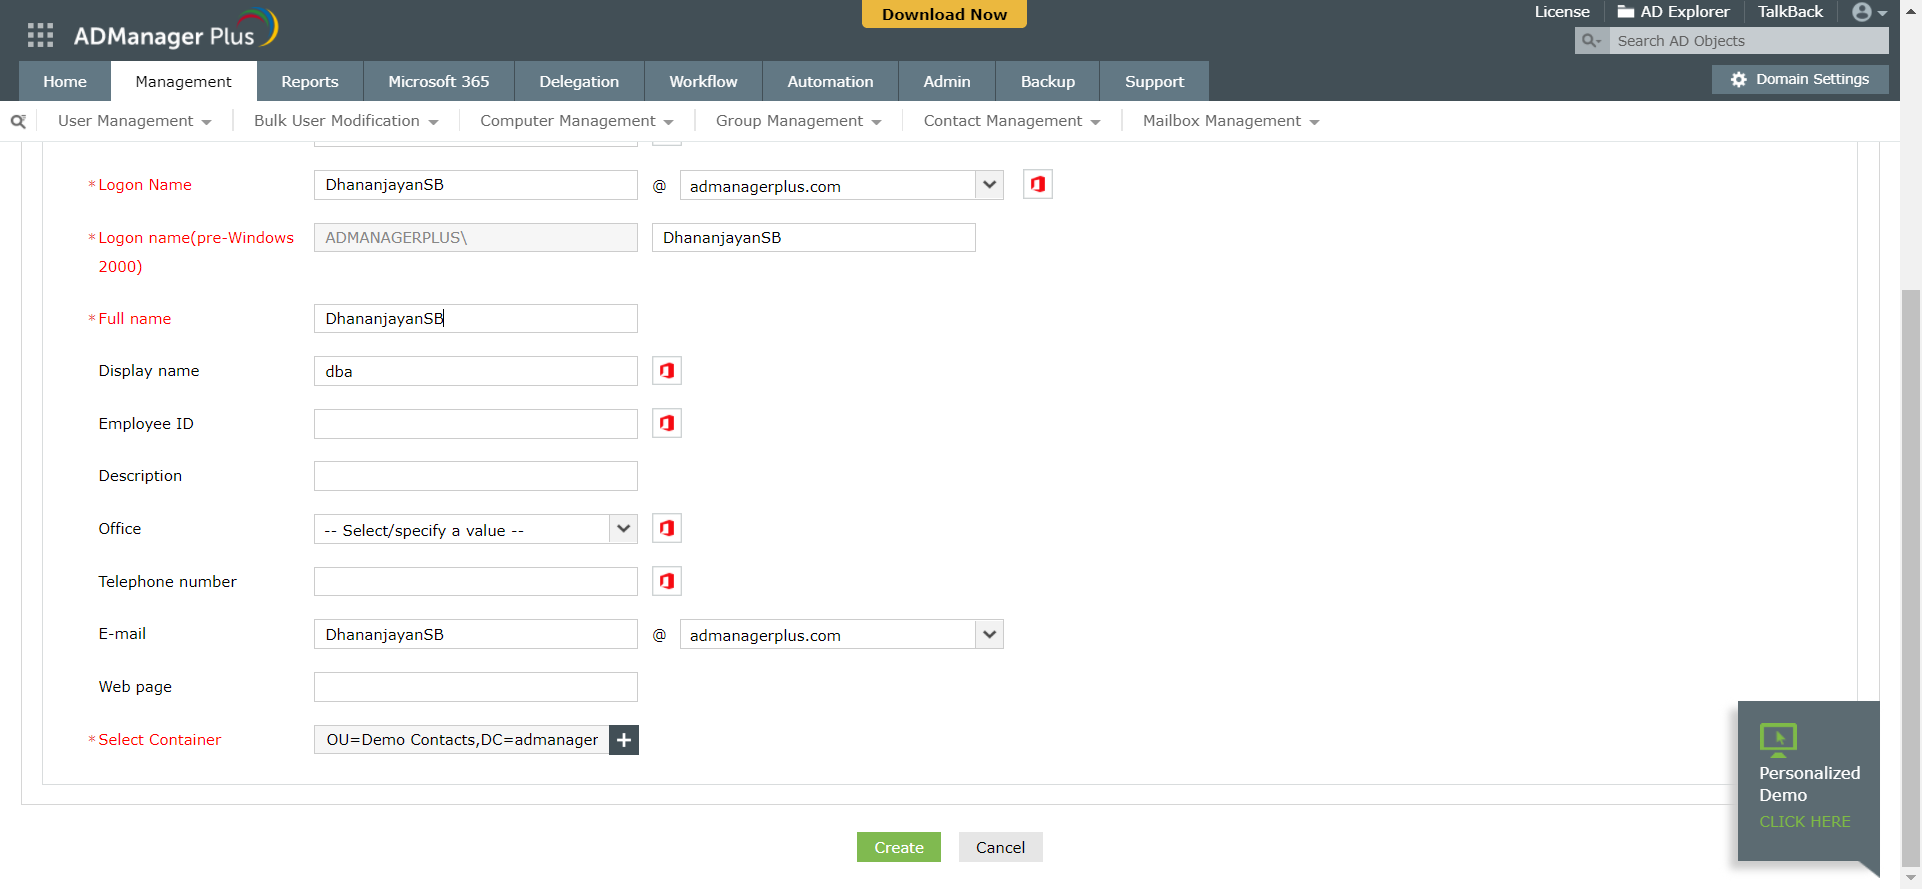 Download Now
License
AD Explorer
TalkBack
ADManager Plus
Search AD Objects
Home
Management
Reports
Microsoft 365
Delegation
Workflow
Automation
Admin
Backup
Support
Domain Settings
User Management
Bulk User Modification
Computer Management
Group Management
Contact Management
Mailbox Management
* Logon Name
DhananjayanSB
@
admanagerplus.com
* Logon name(pre-Windows
2000)
ADMANAGERPLUS\
DhananjayanSB
* Full name
DhananjayanSB
Display name
dba
Employee ID
Description
Office
-- Select/specify a value --
Telephone number
E-mail
DhananjayanSB
@
admanagerplus.com
Web page
* Select Container
OU=Demo Contacts,DC=admanager
Personalized
Demo
CLICK HERE
Create
Cancel